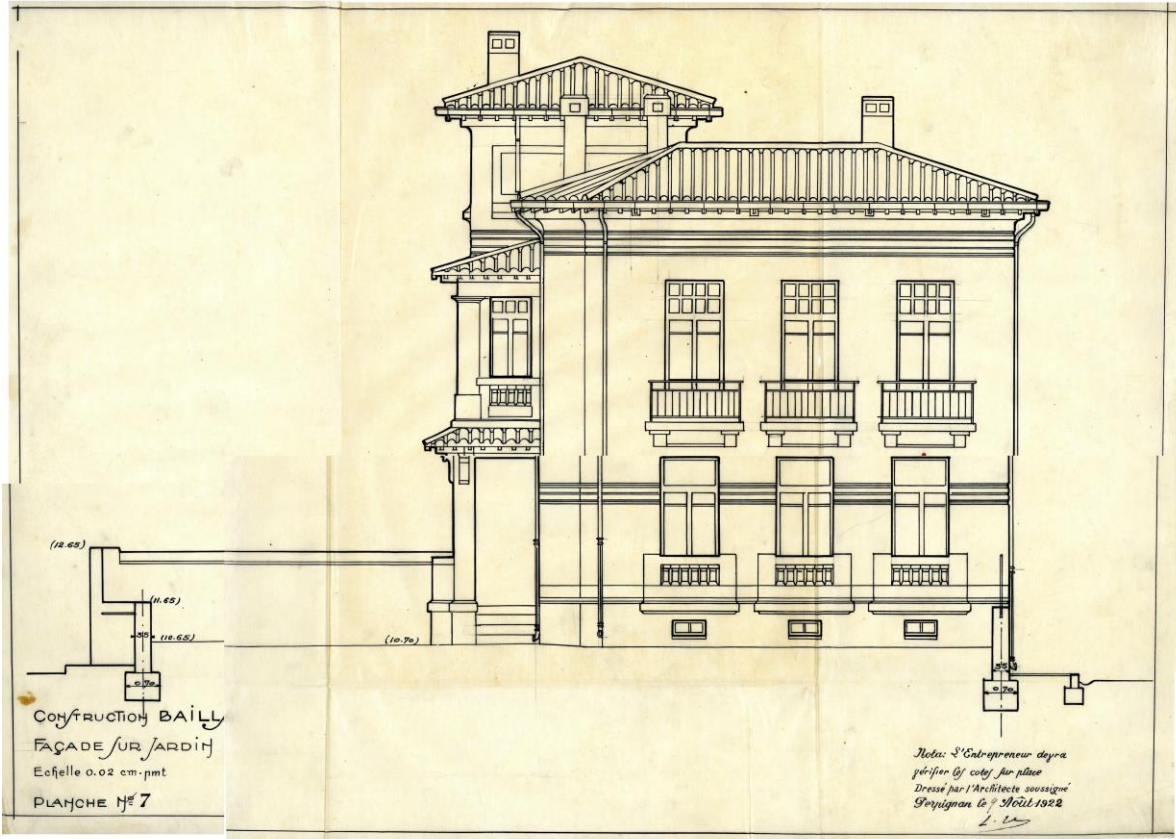 (12.65)
(11.65)
35 (10.65)
(10.70)
0.70
35
0.70
CONSTRUCTION BAILLY
FAÇADE SUR JARDIN
Echelle 0.02 cm.pmt
PLANCHE Nº 7
Nota: L'Entrepreneur devra
vérifier les cotes sur place
Dressé par l'Architecte soussigné
Perpignan le Août 1922